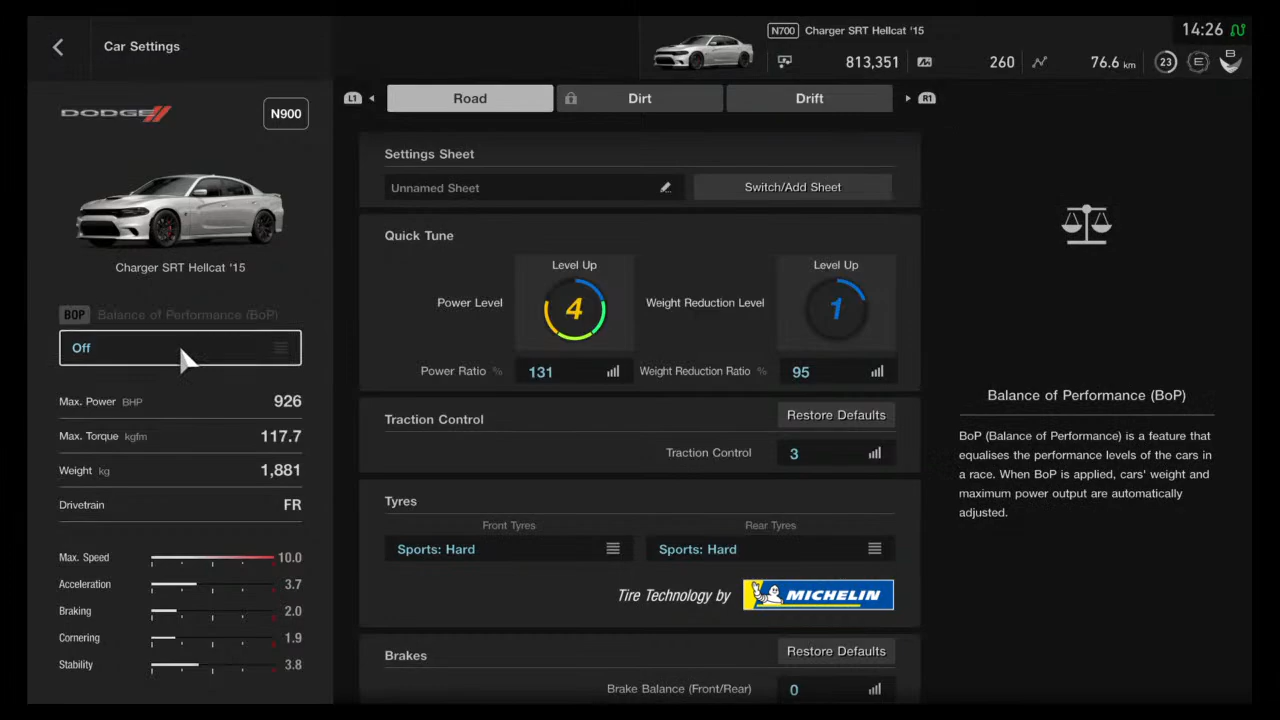 Car Settings
N700 Charger SRT Hellcat '15
813,351 260 76.6 km 23 E B
14:26
DODGE
N900
Charger SRT Hellcat '15
BOP Balance of Performance (BoP)
Off
Max. Power BHP 926
Max. Torque kgfm 117.7
Weight kg 1,881
Drivetrain FR
Max. Speed 10.0
Acceleration 3.7
Braking 2.0
Cornering 1.9
Stability 3.8
L1 Road Dirt Drift R1
Settings Sheet
Unnamed Sheet Switch/Add Sheet
Quick Tune
Level Up Level Up
Power Level 4 Weight Reduction Level 1
Power Ratio % 131 Weight Reduction Ratio % 95
Traction Control Restore Defaults
Traction Control 3
Tyres
Front Tyres Rear Tyres
Sports: Hard Sports: Hard
Tire Technology by MICHELIN
Brakes Restore Defaults
Brake Balance (Front/Rear) 0
Balance of Performance (BoP)
BoP (Balance of Performance) is a feature that
equalises the performance levels of the cars in
a race. When BoP is applied, cars' weight and
maximum power output are automatically
adjusted.